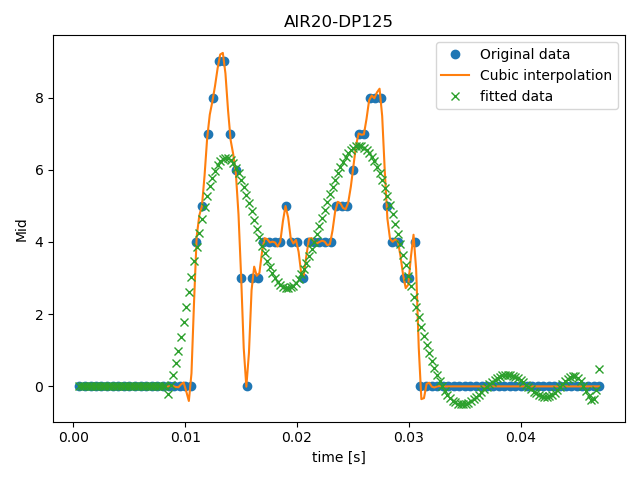 AIR20-DP125
Original data
Cubic interpolation
fitted data
Mid
8
6
4
2
0
0.00 0.01 0.02 0.03 0.04
time [s]